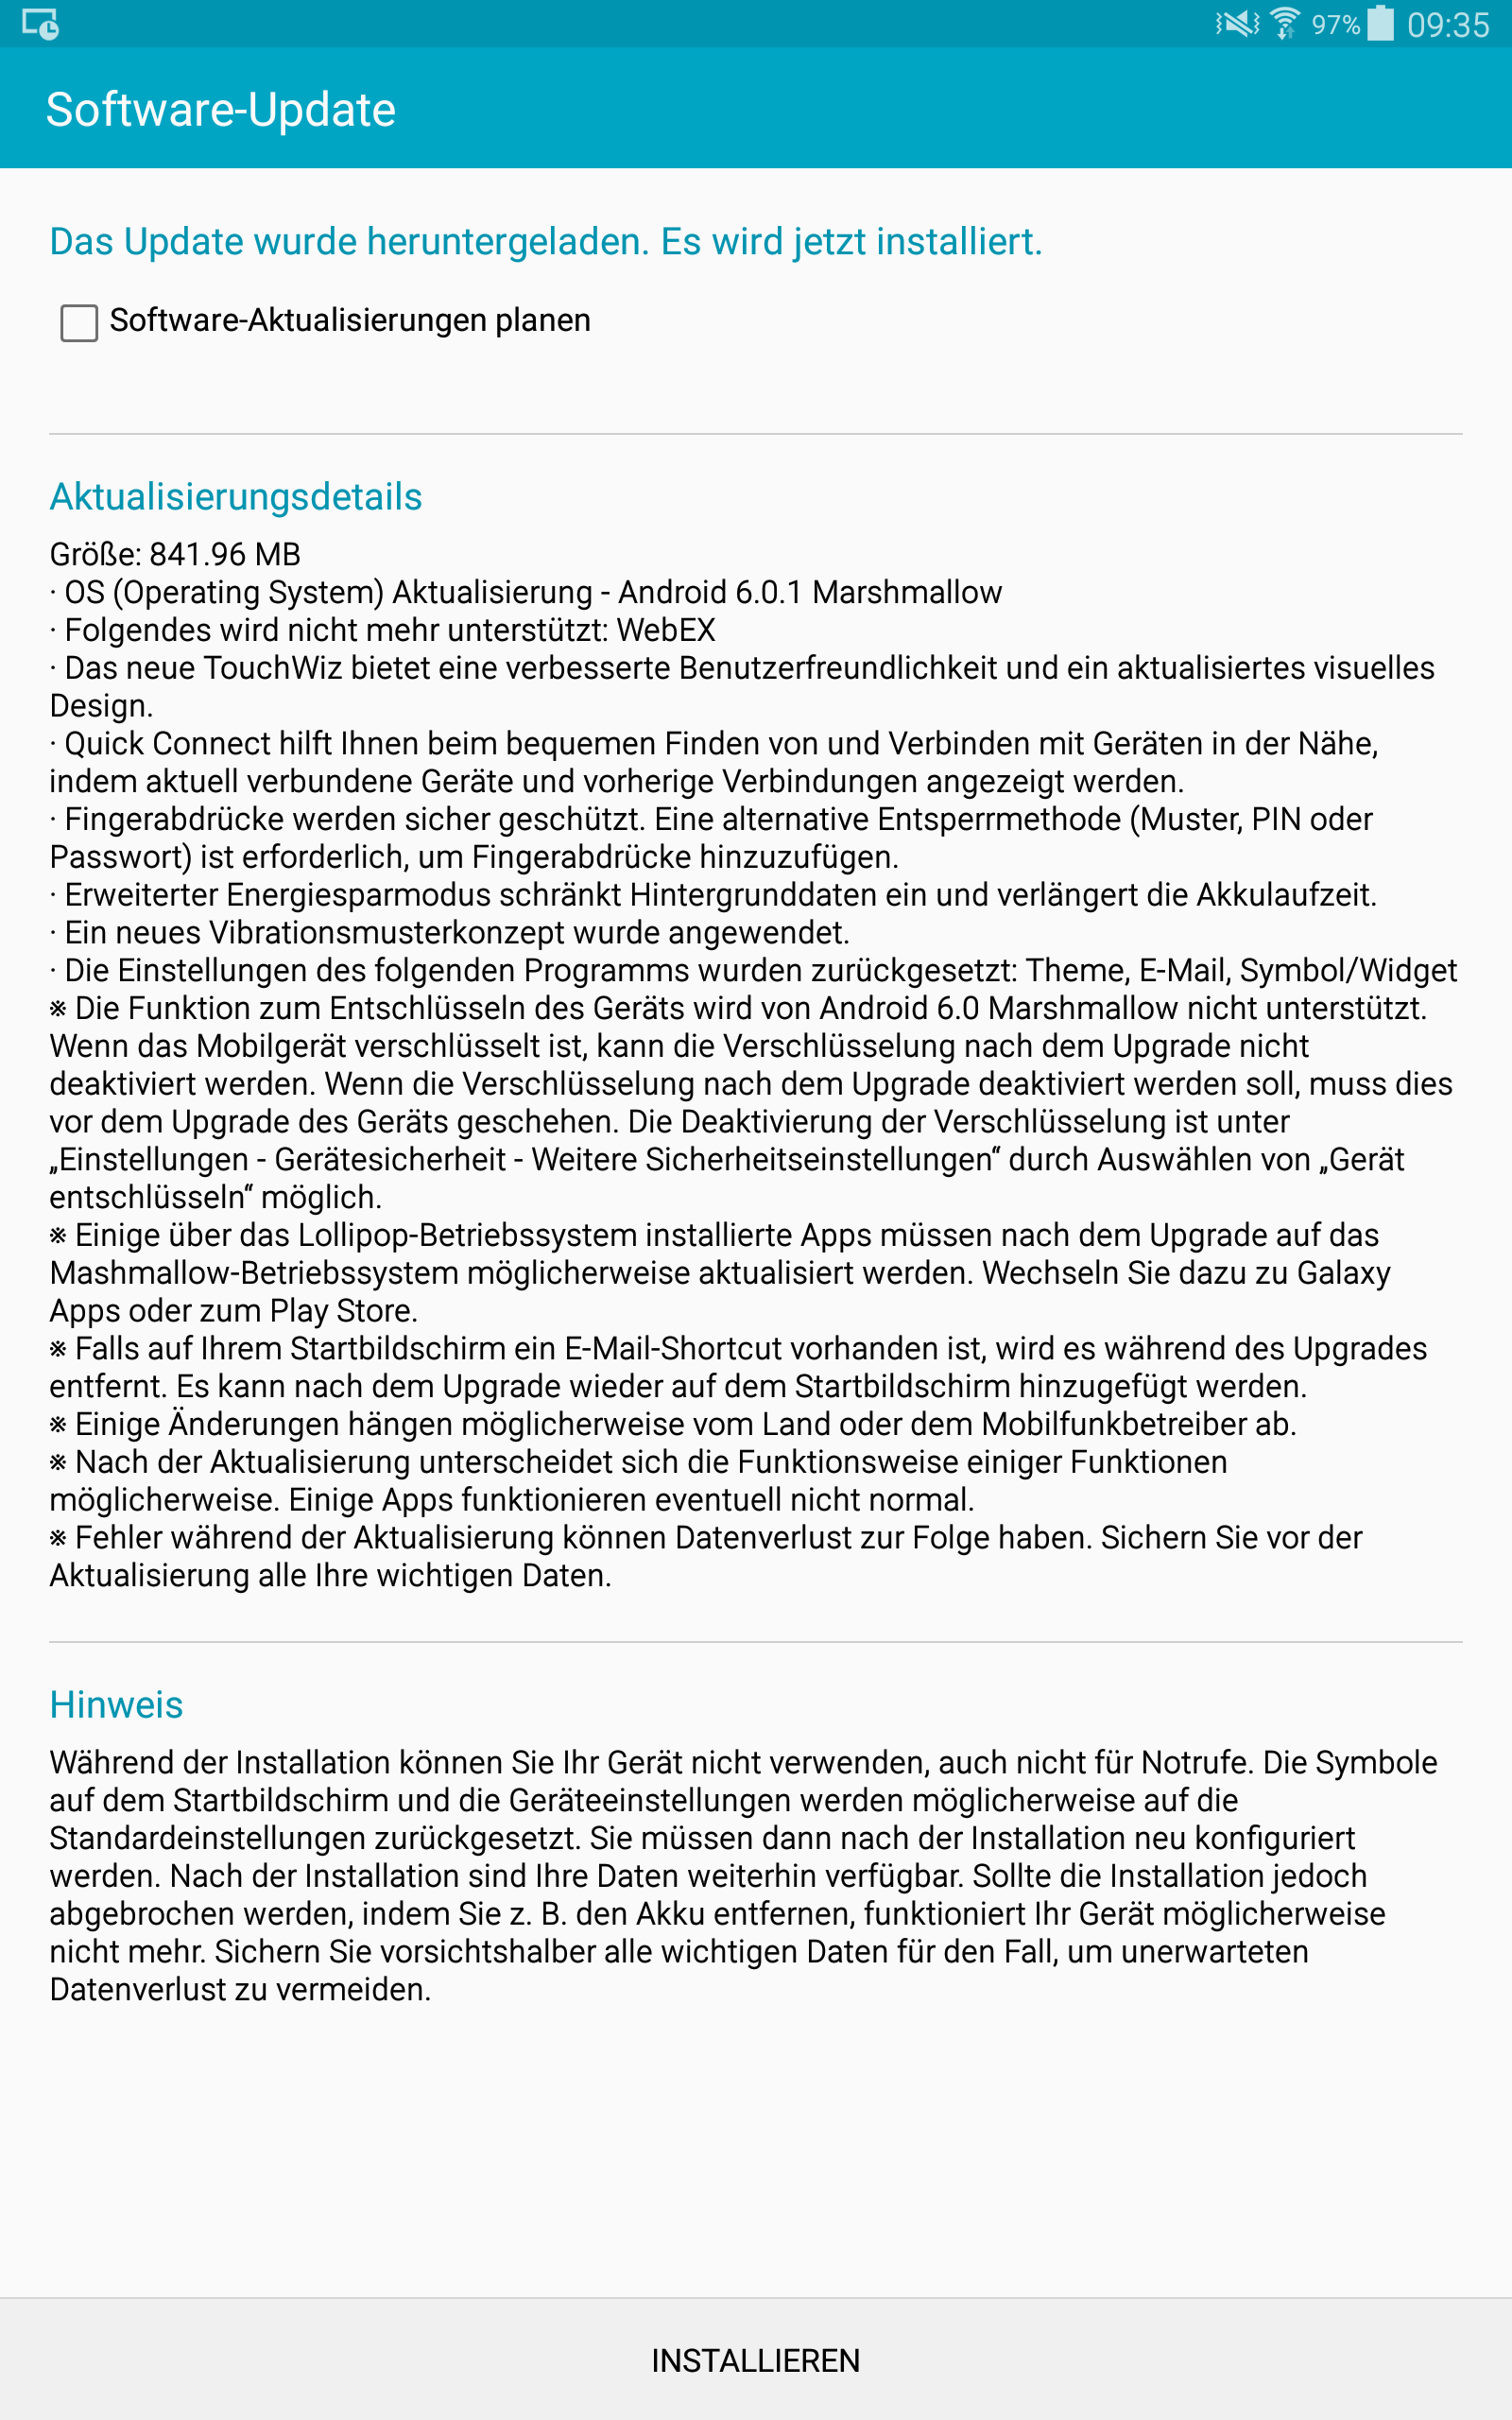 97% 09:35
Software-Update
Das Update wurde heruntergeladen. Es wird jetzt installiert.
Software-Aktualisierungen planen
Aktualisierungsdetails
Größe: 841.96 MB
· OS (Operating System) Aktualisierung - Android 6.0.1 Marshmallow
· Folgendes wird nicht mehr unterstützt: WebEX
· Das neue TouchWiz bietet eine verbesserte Benutzerfreundlichkeit und ein aktualisiertes visuelles
Design.
· Quick Connect hilft Ihnen beim bequemen Finden von und Verbinden mit Geräten in der Nähe,
indem aktuell verbundene Geräte und vorherige Verbindungen angezeigt werden.
· Fingerabdrücke werden sicher geschützt. Eine alternative Entsperrmethode (Muster, PIN oder
Passwort) ist erforderlich, um Fingerabdrücke hinzuzufügen.
· Erweiterter Energiesparmodus schränkt Hintergrunddaten ein und verlängert die Akkulaufzeit.
· Ein neues Vibrationsmusterkonzept wurde angewendet.
· Die Einstellungen des folgenden Programms wurden zurückgesetzt: Theme, E-Mail, Symbol/Widget
※ Die Funktion zum Entschlüsseln des Geräts wird von Android 6.0 Marshmallow nicht unterstützt.
Wenn das Mobilgerät verschlüsselt ist, kann die Verschlüsselung nach dem Upgrade nicht
deaktiviert werden. Wenn die Verschlüsselung nach dem Upgrade deaktiviert werden soll, muss dies
vor dem Upgrade des Geräts geschehen. Die Deaktivierung der Verschlüsselung ist unter
„Einstellungen - Gerätesicherheit - Weitere Sicherheitseinstellungen“ durch Auswählen von „Gerät
entschlüsseln“ möglich.
※ Einige über das Lollipop-Betriebssystem installierte Apps müssen nach dem Upgrade auf das
Mashmallow-Betriebssystem möglicherweise aktualisiert werden. Wechseln Sie dazu zu Galaxy
Apps oder zum Play Store.
※ Falls auf Ihrem Startbildschirm ein E-Mail-Shortcut vorhanden ist, wird es während des Upgrades
entfernt. Es kann nach dem Upgrade wieder auf dem Startbildschirm hinzugefügt werden.
※ Einige Änderungen hängen möglicherweise vom Land oder dem Mobilfunkbetreiber ab.
※ Nach der Aktualisierung unterscheidet sich die Funktionsweise einiger Funktionen
möglicherweise. Einige Apps funktionieren eventuell nicht normal.
※ Fehler während der Aktualisierung können Datenverlust zur Folge haben. Sichern Sie vor der
Aktualisierung alle Ihre wichtigen Daten.
Hinweis
Während der Installation können Sie Ihr Gerät nicht verwenden, auch nicht für Notrufe. Die Symbole
auf dem Startbildschirm und die Geräteeinstellungen werden möglicherweise auf die
Standardeinstellungen zurückgesetzt. Sie müssen dann nach der Installation neu konfiguriert
werden. Nach der Installation sind Ihre Daten weiterhin verfügbar. Sollte die Installation jedoch
abgebrochen werden, indem Sie z. B. den Akku entfernen, funktioniert Ihr Gerät möglicherweise
nicht mehr. Sichern Sie vorsichtshalber alle wichtigen Daten für den Fall, um unerwarteten
Datenverlust zu vermeiden.
INSTALLIEREN